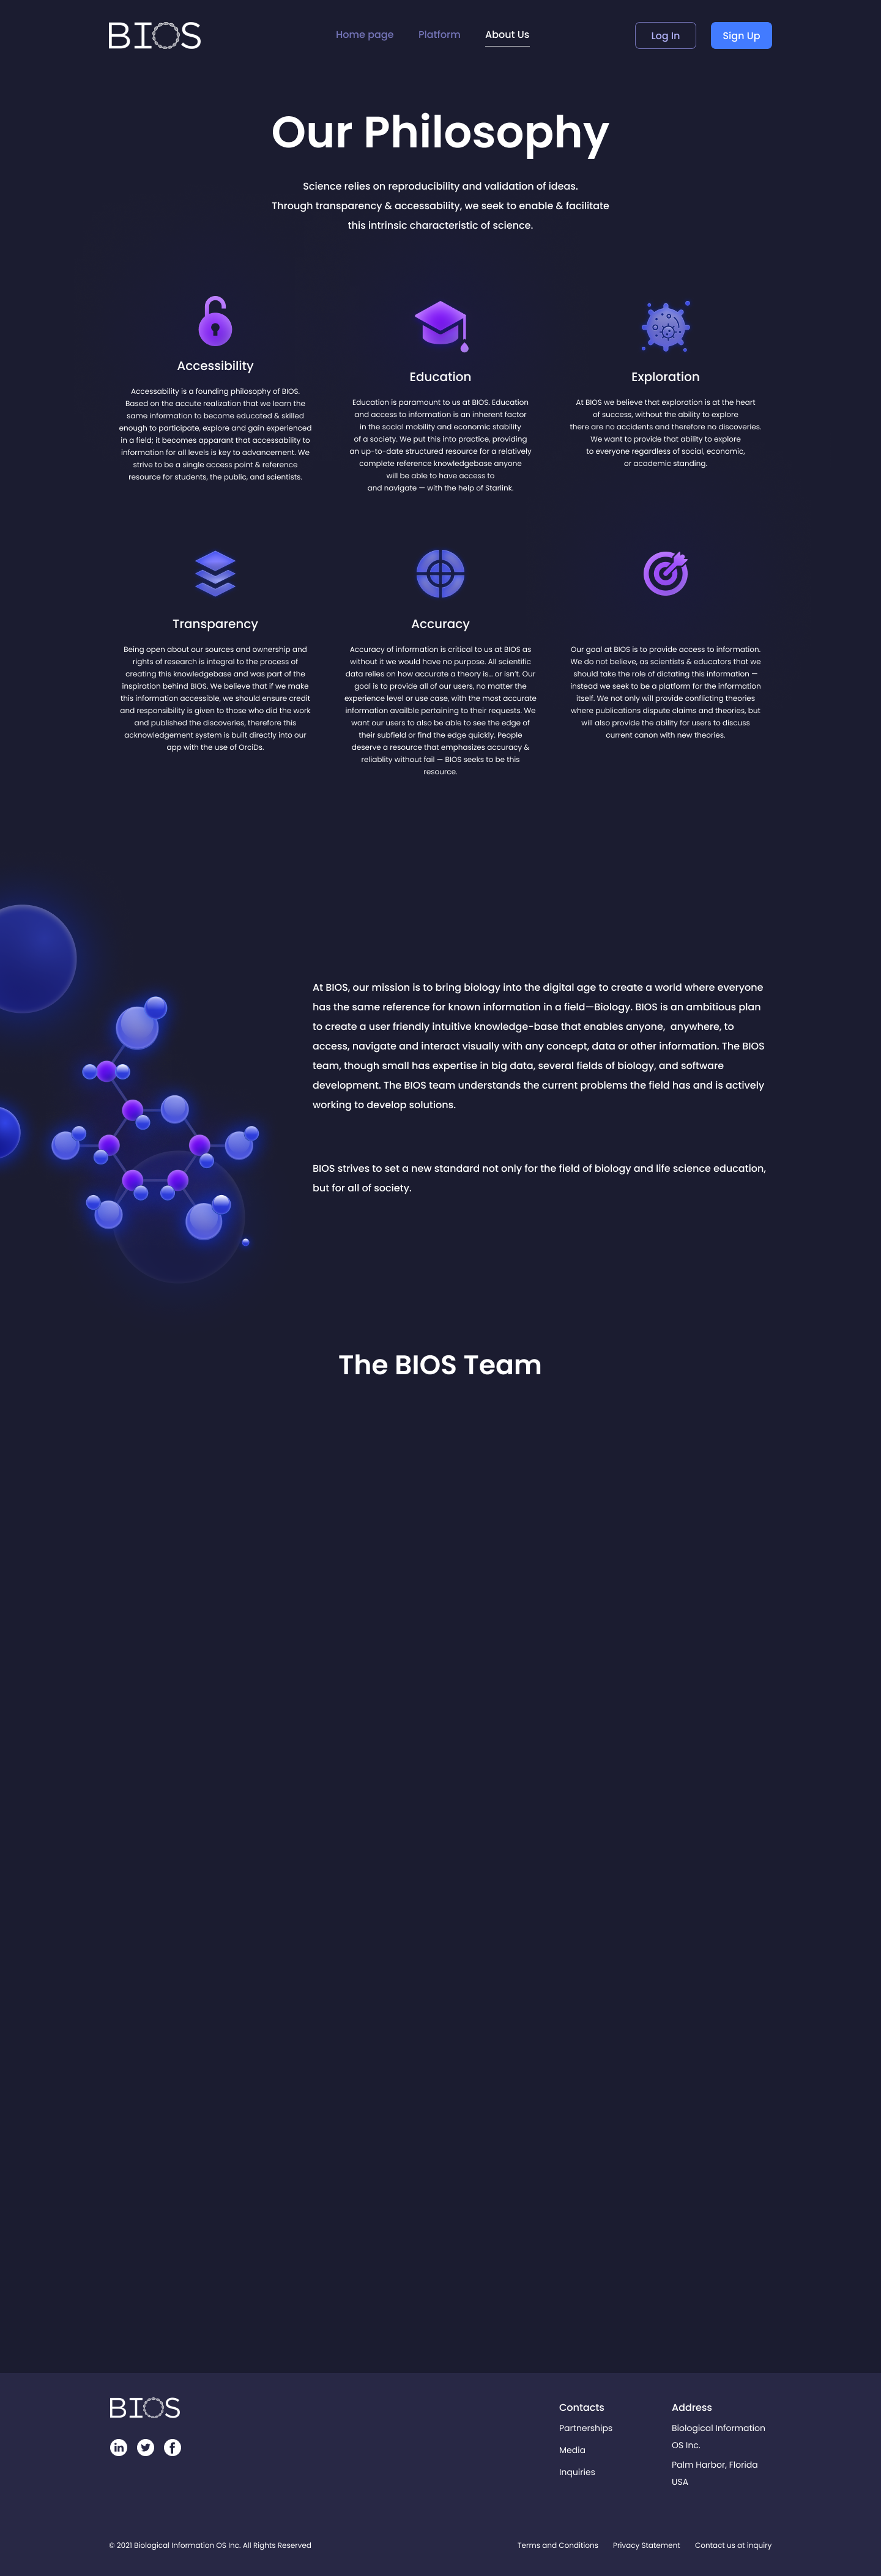 BIOS
Home page
Platform
About Us
Log In
Sign Up
Our Philosophy
Science relies on reproducibility and validation of ideas.
Through transparency & accessability, we seek to enable & facilitate
this intrinsic characteristic of science.
Accessibility
Accessability is a founding philosophy of BIOS.
Based on the accute realization that we learn the
same information to become educated & skilled
enough to participate, explore and gain experienced
in a field; it becomes apparant that accessability to
information for all levels is key to advancement. We
strive to be a single access point & reference
resource for students, the public, and scientists.
Education
Education is paramount to us at BIOS. Education
and access to information is an inherent factor
in the social mobility and economic stability
of a society. We put this into practice, providing
an up-to-date structured resource for a relatively
complete reference knowledgebase anyone
will be able to have access to
and navigate — with the help of Starlink.
Exploration
At BIOS we believe that exploration is at the heart
of success, without the ability to explore
there are no accidents and therefore no discoveries.
We want to provide that ability to explore
to everyone regardless of social, economic,
or academic standing.
Transparency
Being open about our sources and ownership and
rights of research is integral to the process of
creating this knowledgebase and was part of the
inspiration behind BIOS. We believe that if we make
this information accessible, we should ensure credit
and responsibility is given to those who did the work
and published the discoveries, therefore this
acknowledgement system is built directly into our
app with the use of OrciDs.
Accuracy
Accuracy of information is critical to us at BIOS as
without it we would have no purpose. All scientific
data relies on how accurate a theory is... or isn't. Our
goal is to provide all of our users, no matter the
experience level or use case, with the most accurate
information availble pertaining to their requests. We
want our users to also be able to see the edge of
their subfield or find the edge quickly. People
deserve a resource that emphasizes accuracy &
reliablity without fail — BIOS seeks to be this
resource.
Our goal at BIOS is to provide access to information.
We do not believe, as scientists & educators that we
should take the role of dictating this information —
instead we seek to be a platform for the information
itself. We not only will provide conflicting theories
where publications dispute claims and theories, but
will also provide the ability for users to discuss
current canon with new theories.
At BIOS, our mission is to bring biology into the digital age to create a world where everyone
has the same reference for known information in a field—Biology. BIOS is an ambitious plan
to create a user friendly intuitive knowledge-base that enables anyone, anywhere, to
access, navigate and interact visually with any concept, data or other information. The BIOS
team, though small has expertise in big data, several fields of biology, and software
development. The BIOS team understands the current problems the field has and is actively
working to develop solutions.
BIOS strives to set a new standard not only for the field of biology and life science education,
but for all of society.
The BIOS Team
BIOS
in
f
Contacts
Partnerships
Media
Inquiries
Address
Biological Information
OS Inc.
Palm Harbor, Florida
USA
© 2021 Biological Information OS Inc. All Rights Reserved
Terms and Conditions
Privacy Statement
Contact us at inquiry